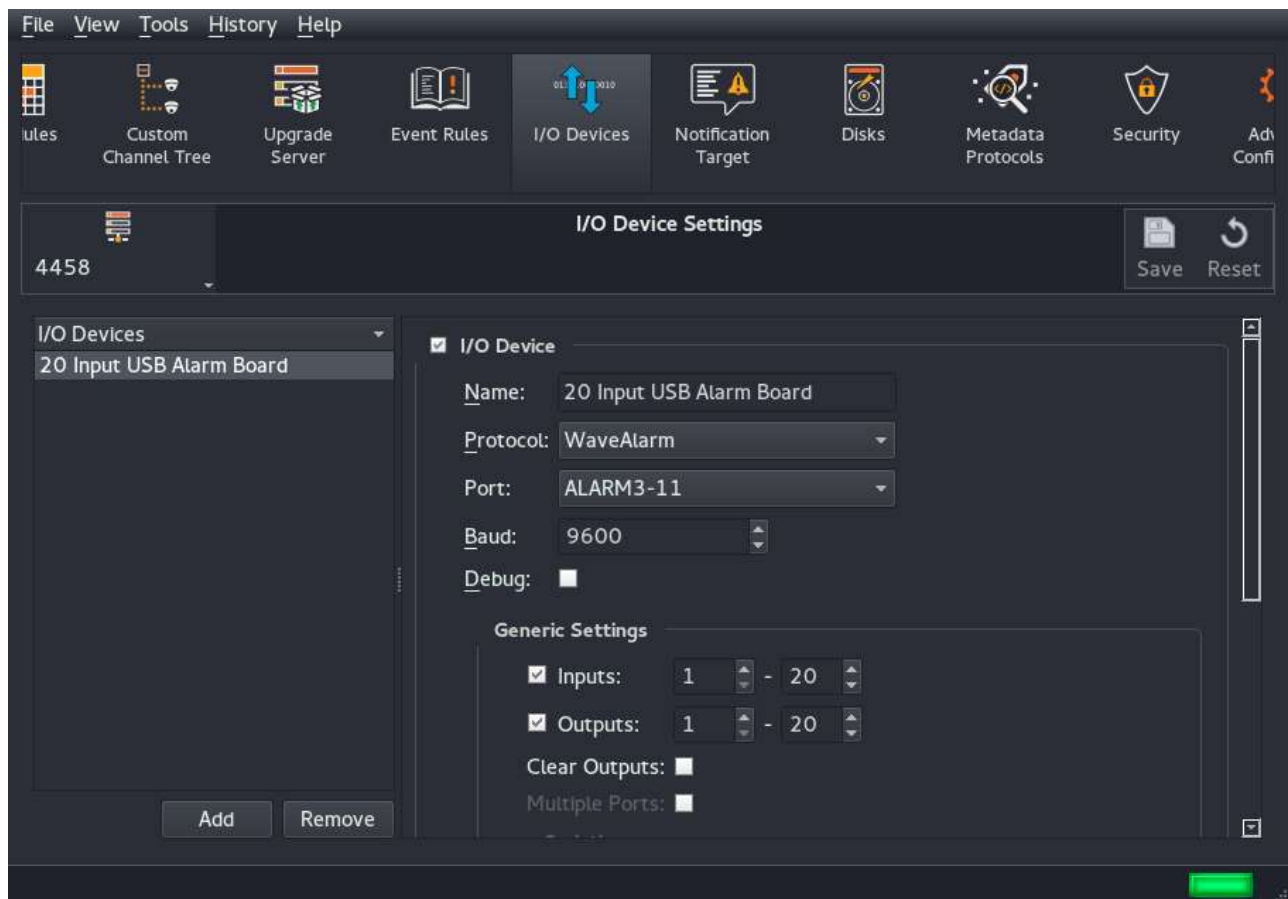 File View Tools History Help
ules
Custom Channel Tree
Upgrade Server
Event Rules
I/O Devices
Notification Target
Disks
Metadata Protocols
Security
Adv
Confi
4458
I/O Device Settings
Save Reset
I/O Devices
20 Input USB Alarm Board
I/O Device
Name: 20 Input USB Alarm Board
Protocol: WaveAlarm
Port: ALARM3-11
Baud: 9600
Debug:
Generic Settings
Inputs: 1 - 20
Outputs: 1 - 20
Clear Outputs:
Multiple Ports:
Add Remove